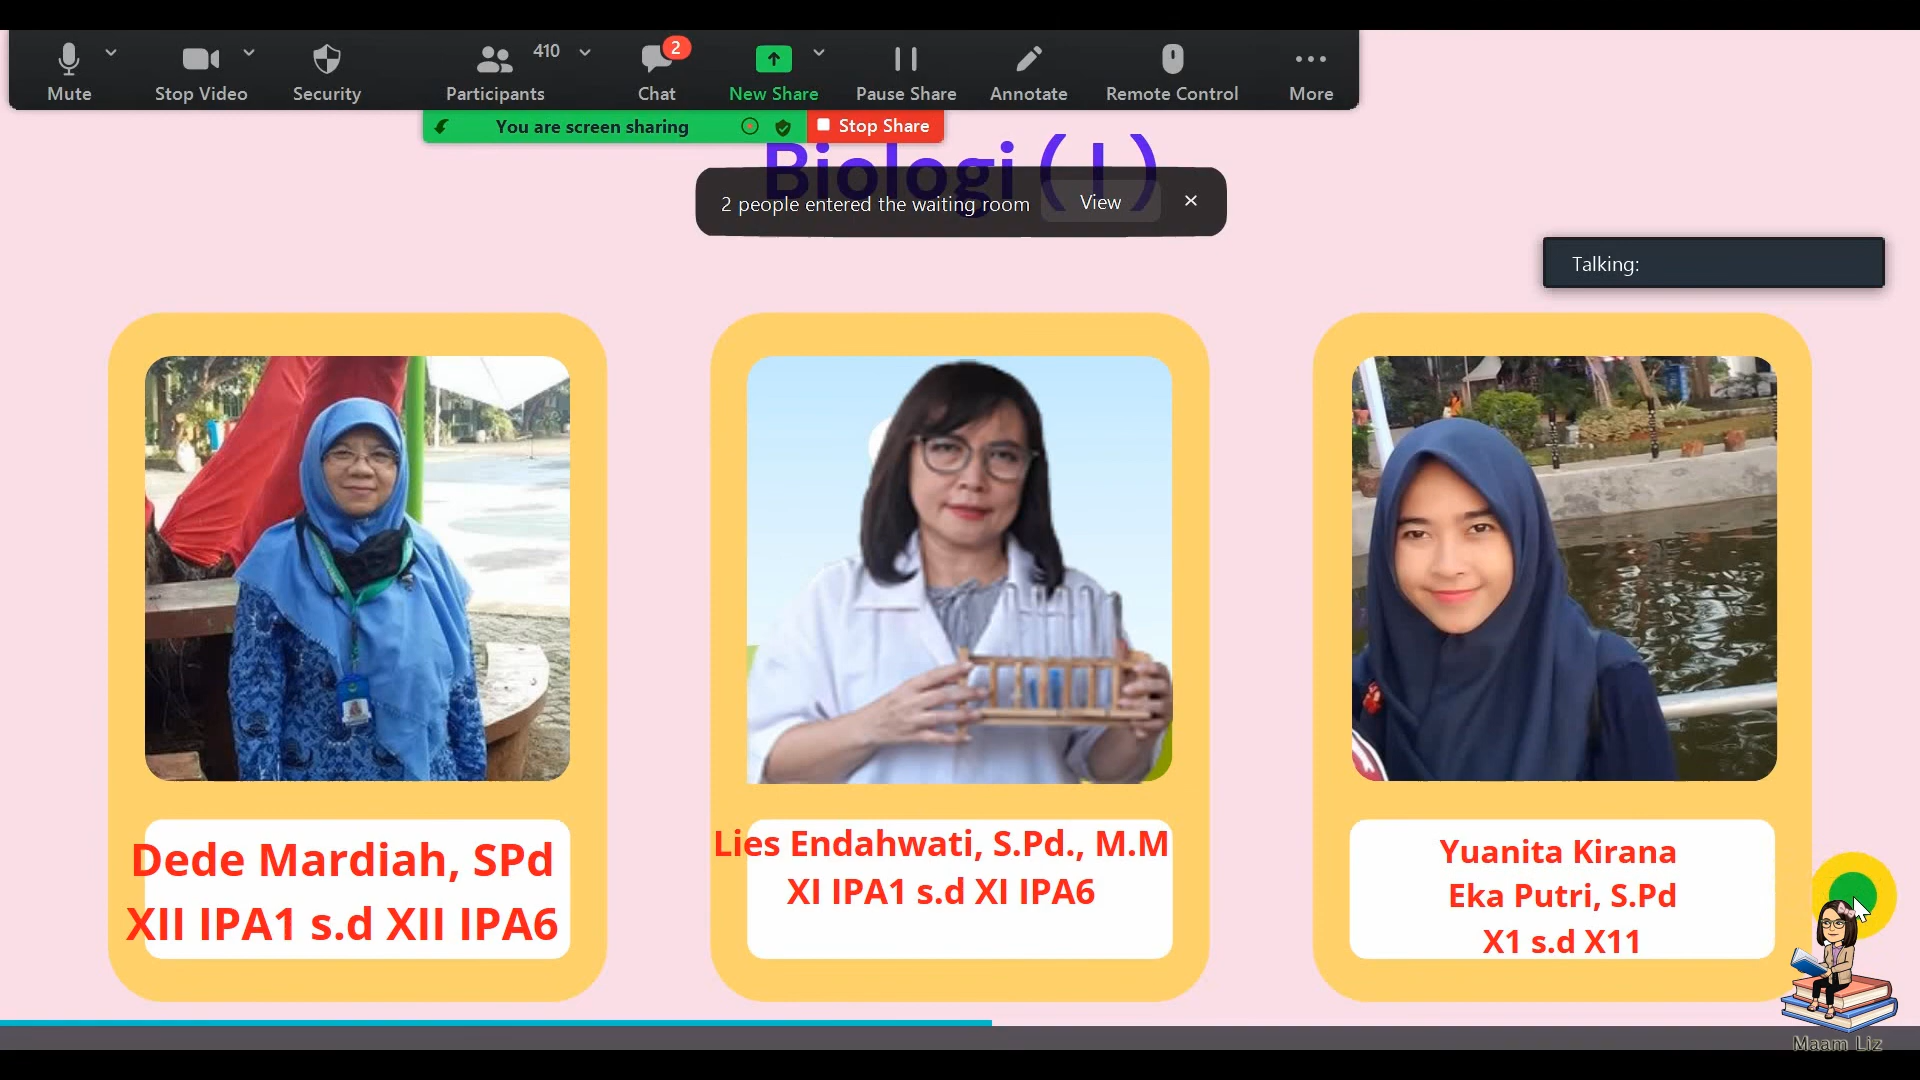 Mute
Stop Video
Security
410
Participants
2
Chat
New Share
Pause Share
Annotate
Remote Control
More
You are screen sharing
Stop Share
Biologi ( I )
2 people entered the waiting room
View
Talking:
Dede Mardiah, SPd
XII IPA1 s.d XII IPA6
Lies Endahwati, S.Pd., M.M
XI IPA1 s.d XI IPA6
Yuanita Kirana
Eka Putri, S.Pd
X1 s.d X11
Maam Liz